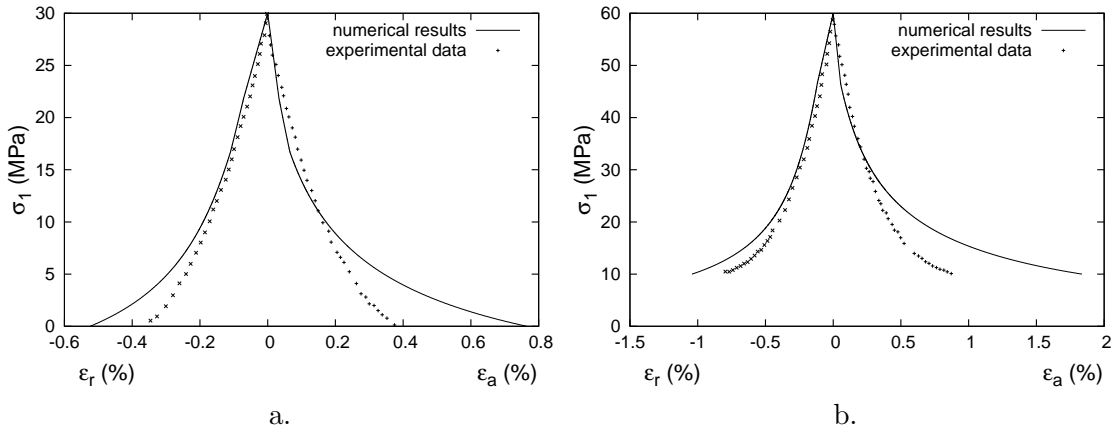 30
25
20
15
10
5
0
σ1 (MPa)
numerical results
experimental data
-0.6 -0.4 -0.2 0 0.2 0.4 0.6 0.8
εr (%) εa (%)
a.
60
50
40
30
20
10
0
σ1 (MPa)
numerical results
experimental data
-1.5 -1 -0.5 0 0.5 1 1.5 2
εr (%) εa (%)
b.